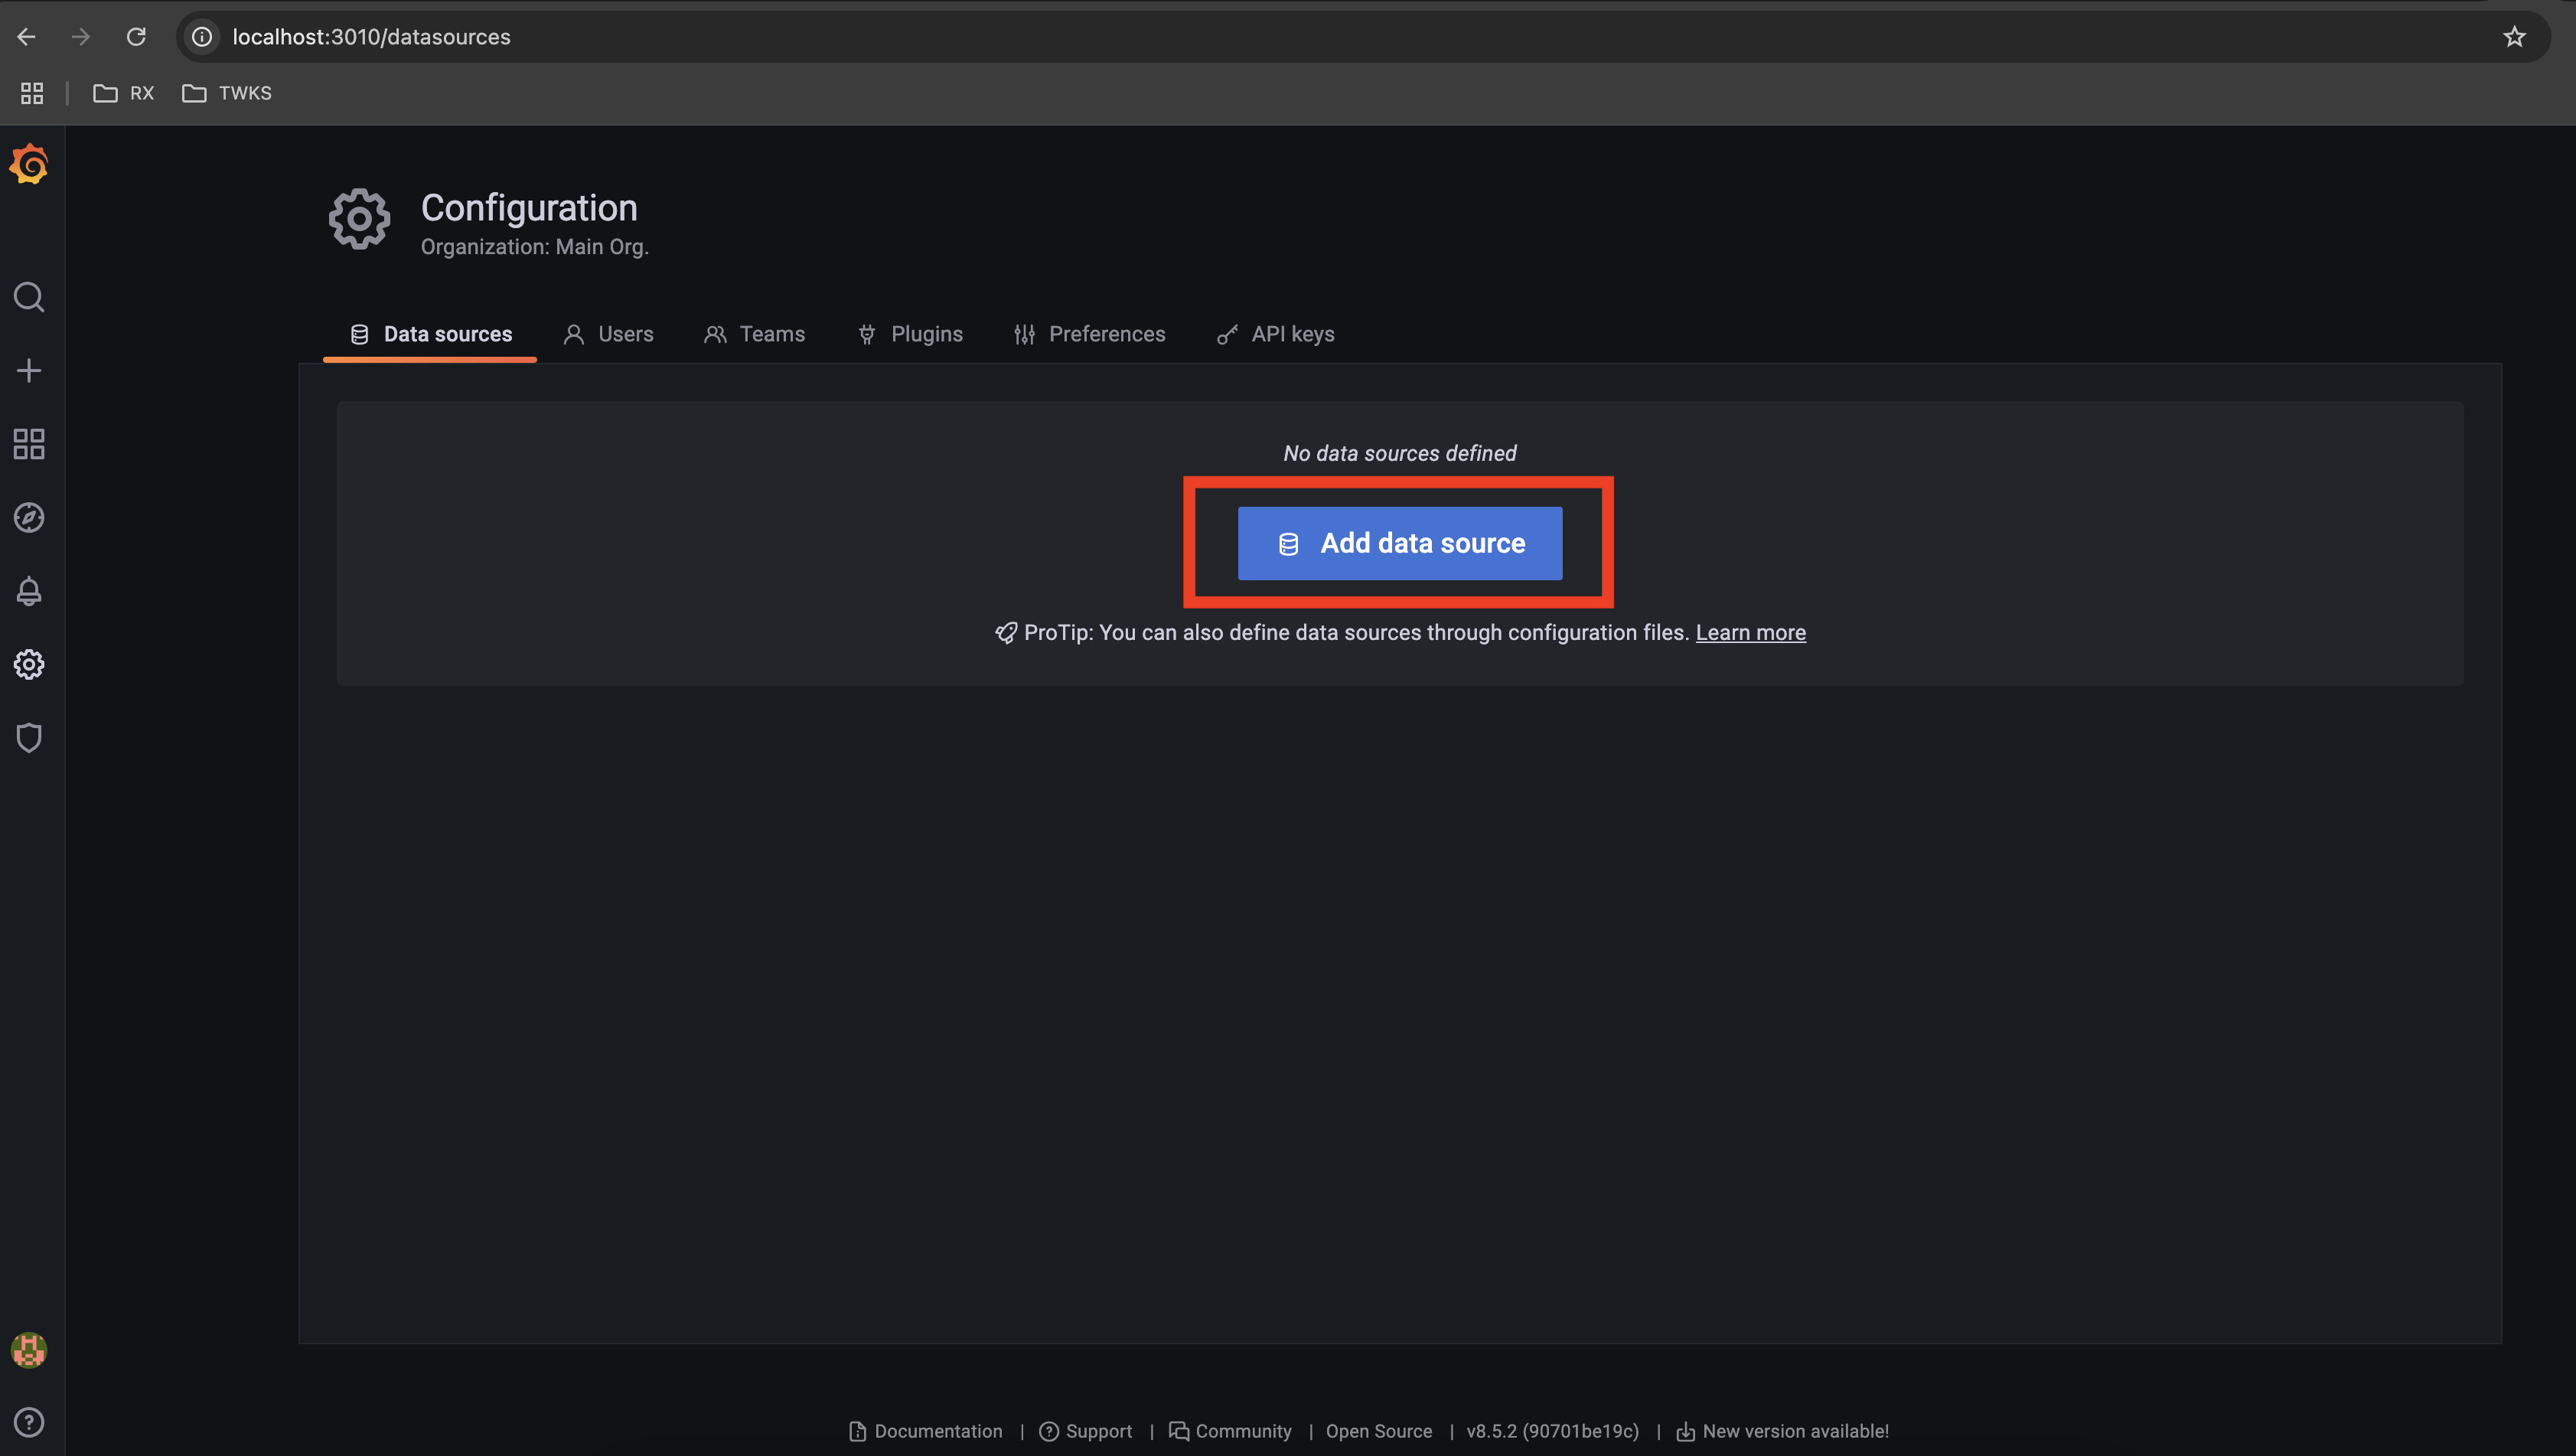 localhost:3010/datasources
RX TWKS
Configuration
Organization: Main Org.
Data sources Users Teams Plugins Preferences API keys
No data sources defined
Add data source
ProTip: You can also define data sources through configuration files. Learn more
Documentation | Support | Community | Open Source | v8.5.2 (90701be19c) | New version available!